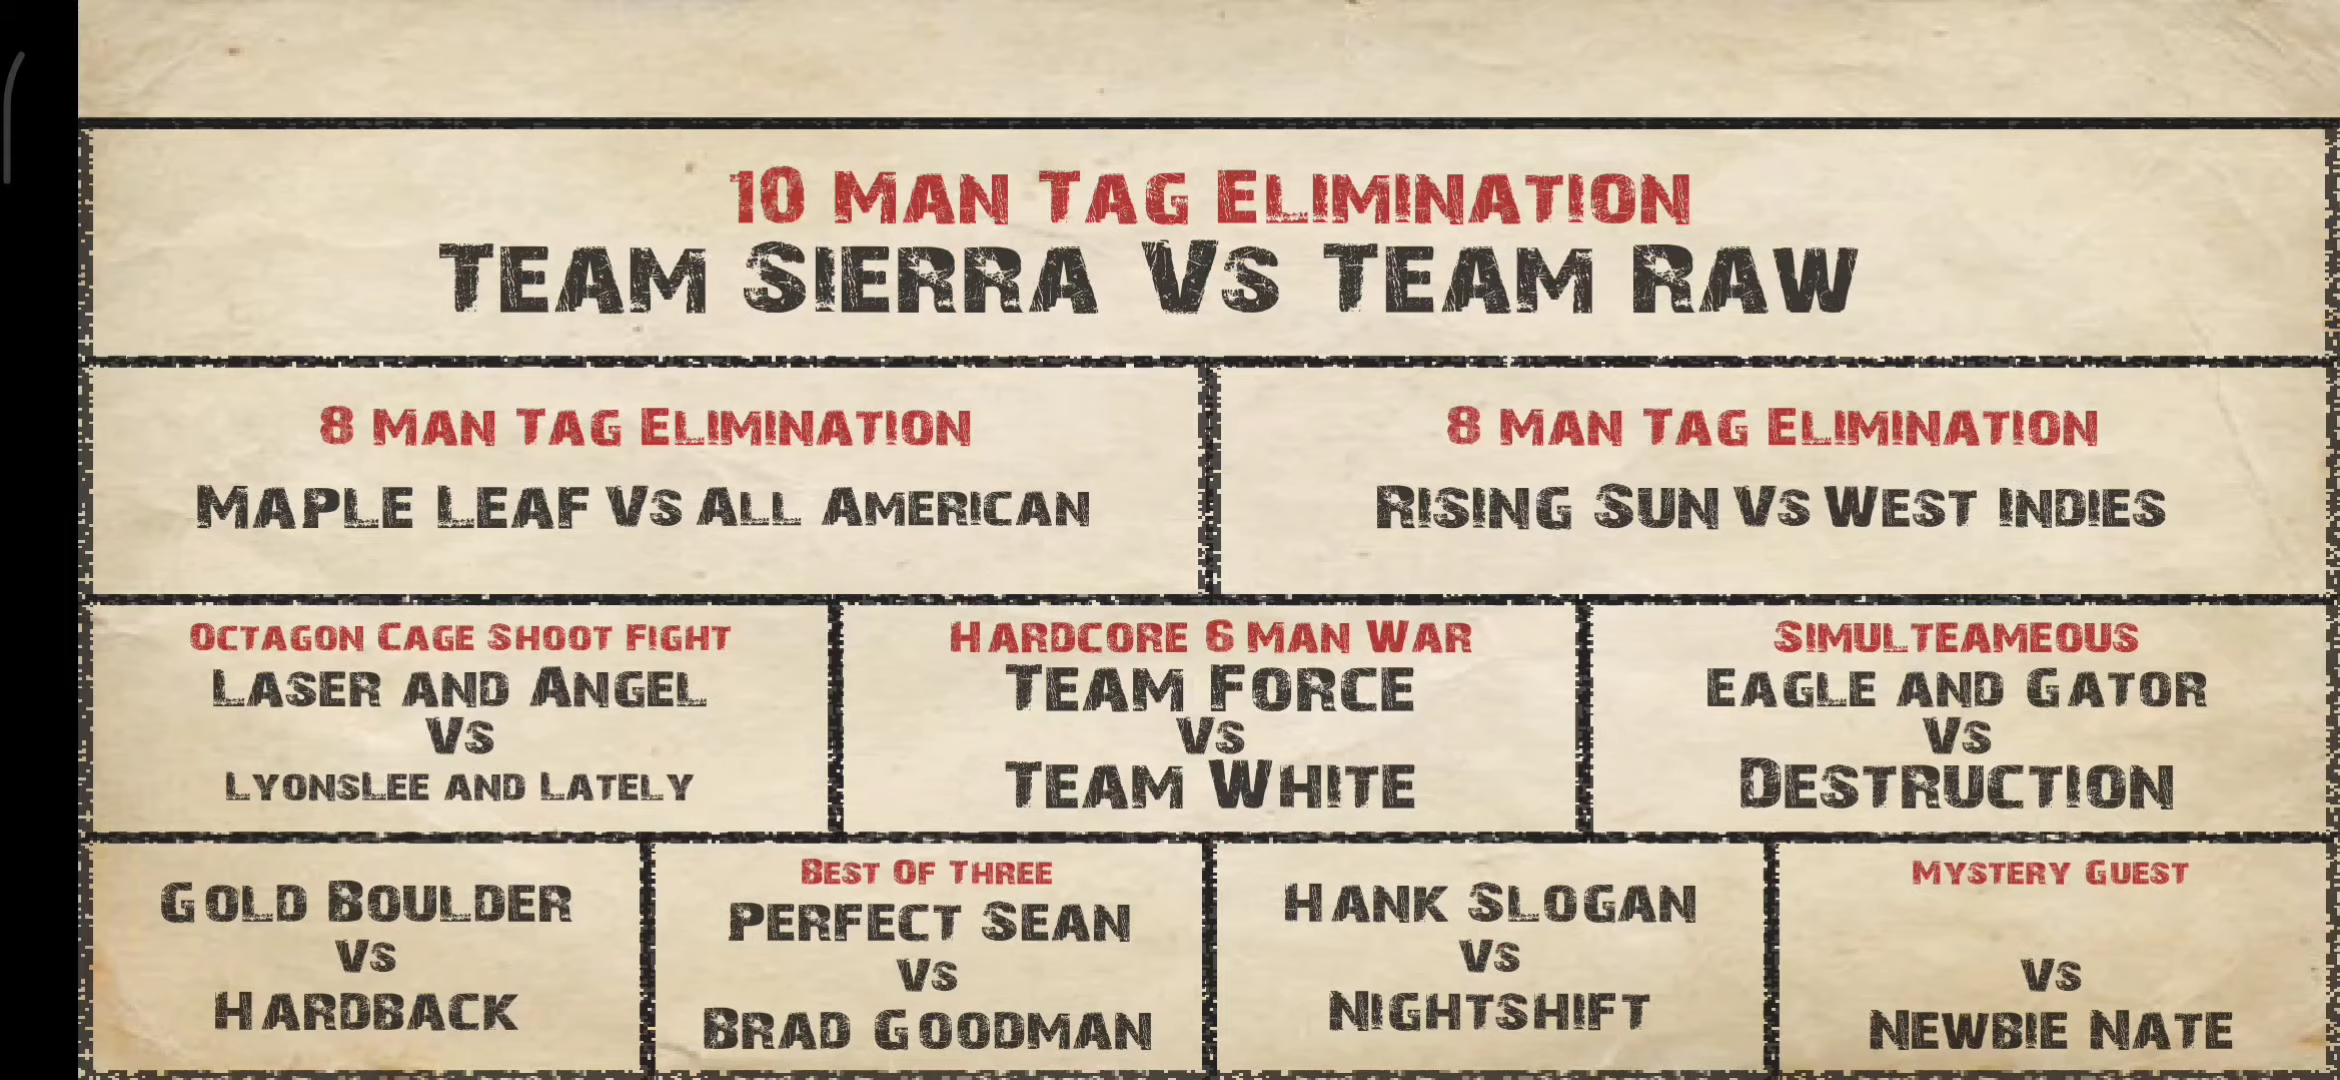 10 Man Tag Elimination
Team Sierra Vs Team Raw
8 Man Tag Elimination
Maple Leaf Vs All American
8 Man Tag Elimination
Rising Sun Vs West Indies
Octagon Cage Shoot Fight
Laser and Angel
Vs
LyonsLee and Lately
Hardcore 6 Man War
Team Force
Vs
Team White
Simulteameous
Eagle and Gator
Vs
Destruction
Gold Boulder
Vs
Hardback
Best Of Three
Perfect Sean
Vs
Brad Goodman
Hank Slogan
Vs
Nightshift
Mystery Guest
Vs
Newbie Nate